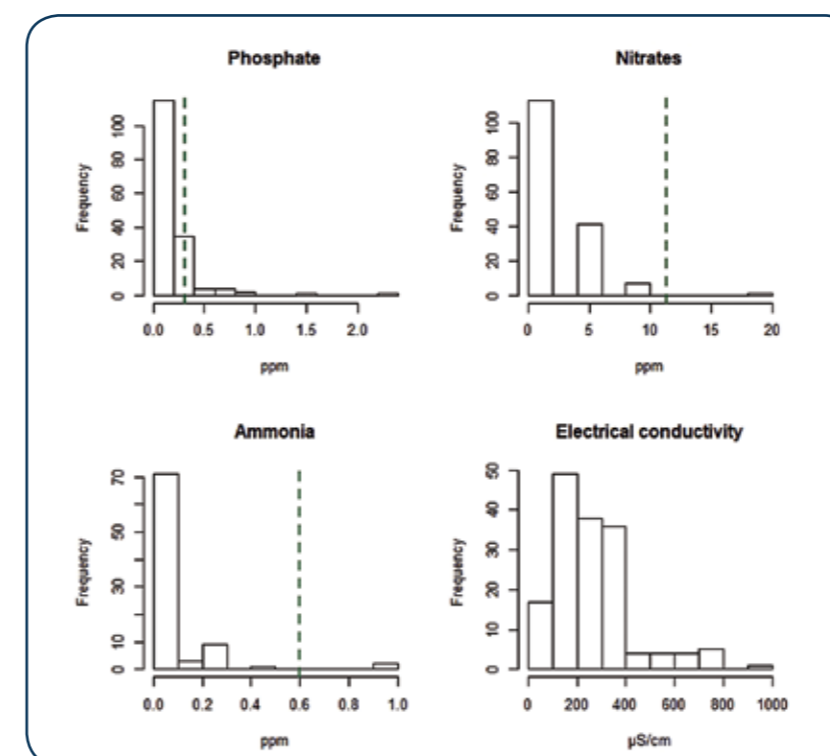 Phosphate
Frequency
0 20 40 60 80 100
0.0 0.5 1.0 1.5 2.0
ppm
Nitrates
Frequency
0 20 40 60 80 100
0 5 10 15 20
ppm
Ammonia
Frequency
0 10 30 50 70
0.0 0.2 0.4 0.6 0.8 1.0
ppm
Electrical conductivity
Frequency
0 10 20 30 40 50
0 200 400 600 800 1000
µS/cm